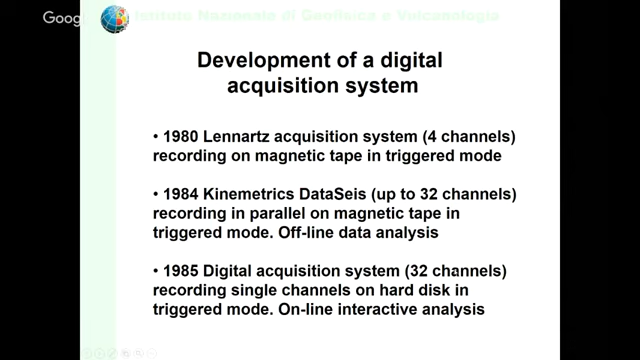 Goog
Istituto Nazionale di Geofisica e Vulcanologia
Development of a digital
acquisition system
• 1980 Lennartz acquisition system (4 channels)
recording on magnetic tape in triggered mode
• 1984 Kinemetrics DataSeis (up to 32 channels)
recording in parallel on magnetic tape in
triggered mode. Off-line data analysis
• 1985 Digital acquisition system (32 channels)
recording single channels on hard disk in
triggered mode. On-line interactive analysis